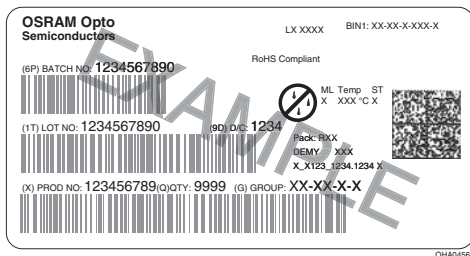 OSRAM Opto
Semiconductors
LX XXXX BIN1: XX-XX-X-XXX-X
RoHS Compliant
(6P) BATCH NO: 1234567890
ML Temp ST
X XXX °C X
(1T) LOT NO: 1234567890 (9D) D/C: 1234
Pack: RXX
DEMY XXX
X_X123_1234.1234 X
(X) PROD NO: 123456789(Q)QTY: 9999 (G) GROUP: XX-XX-X-X
EXAMPLE
OHA0456